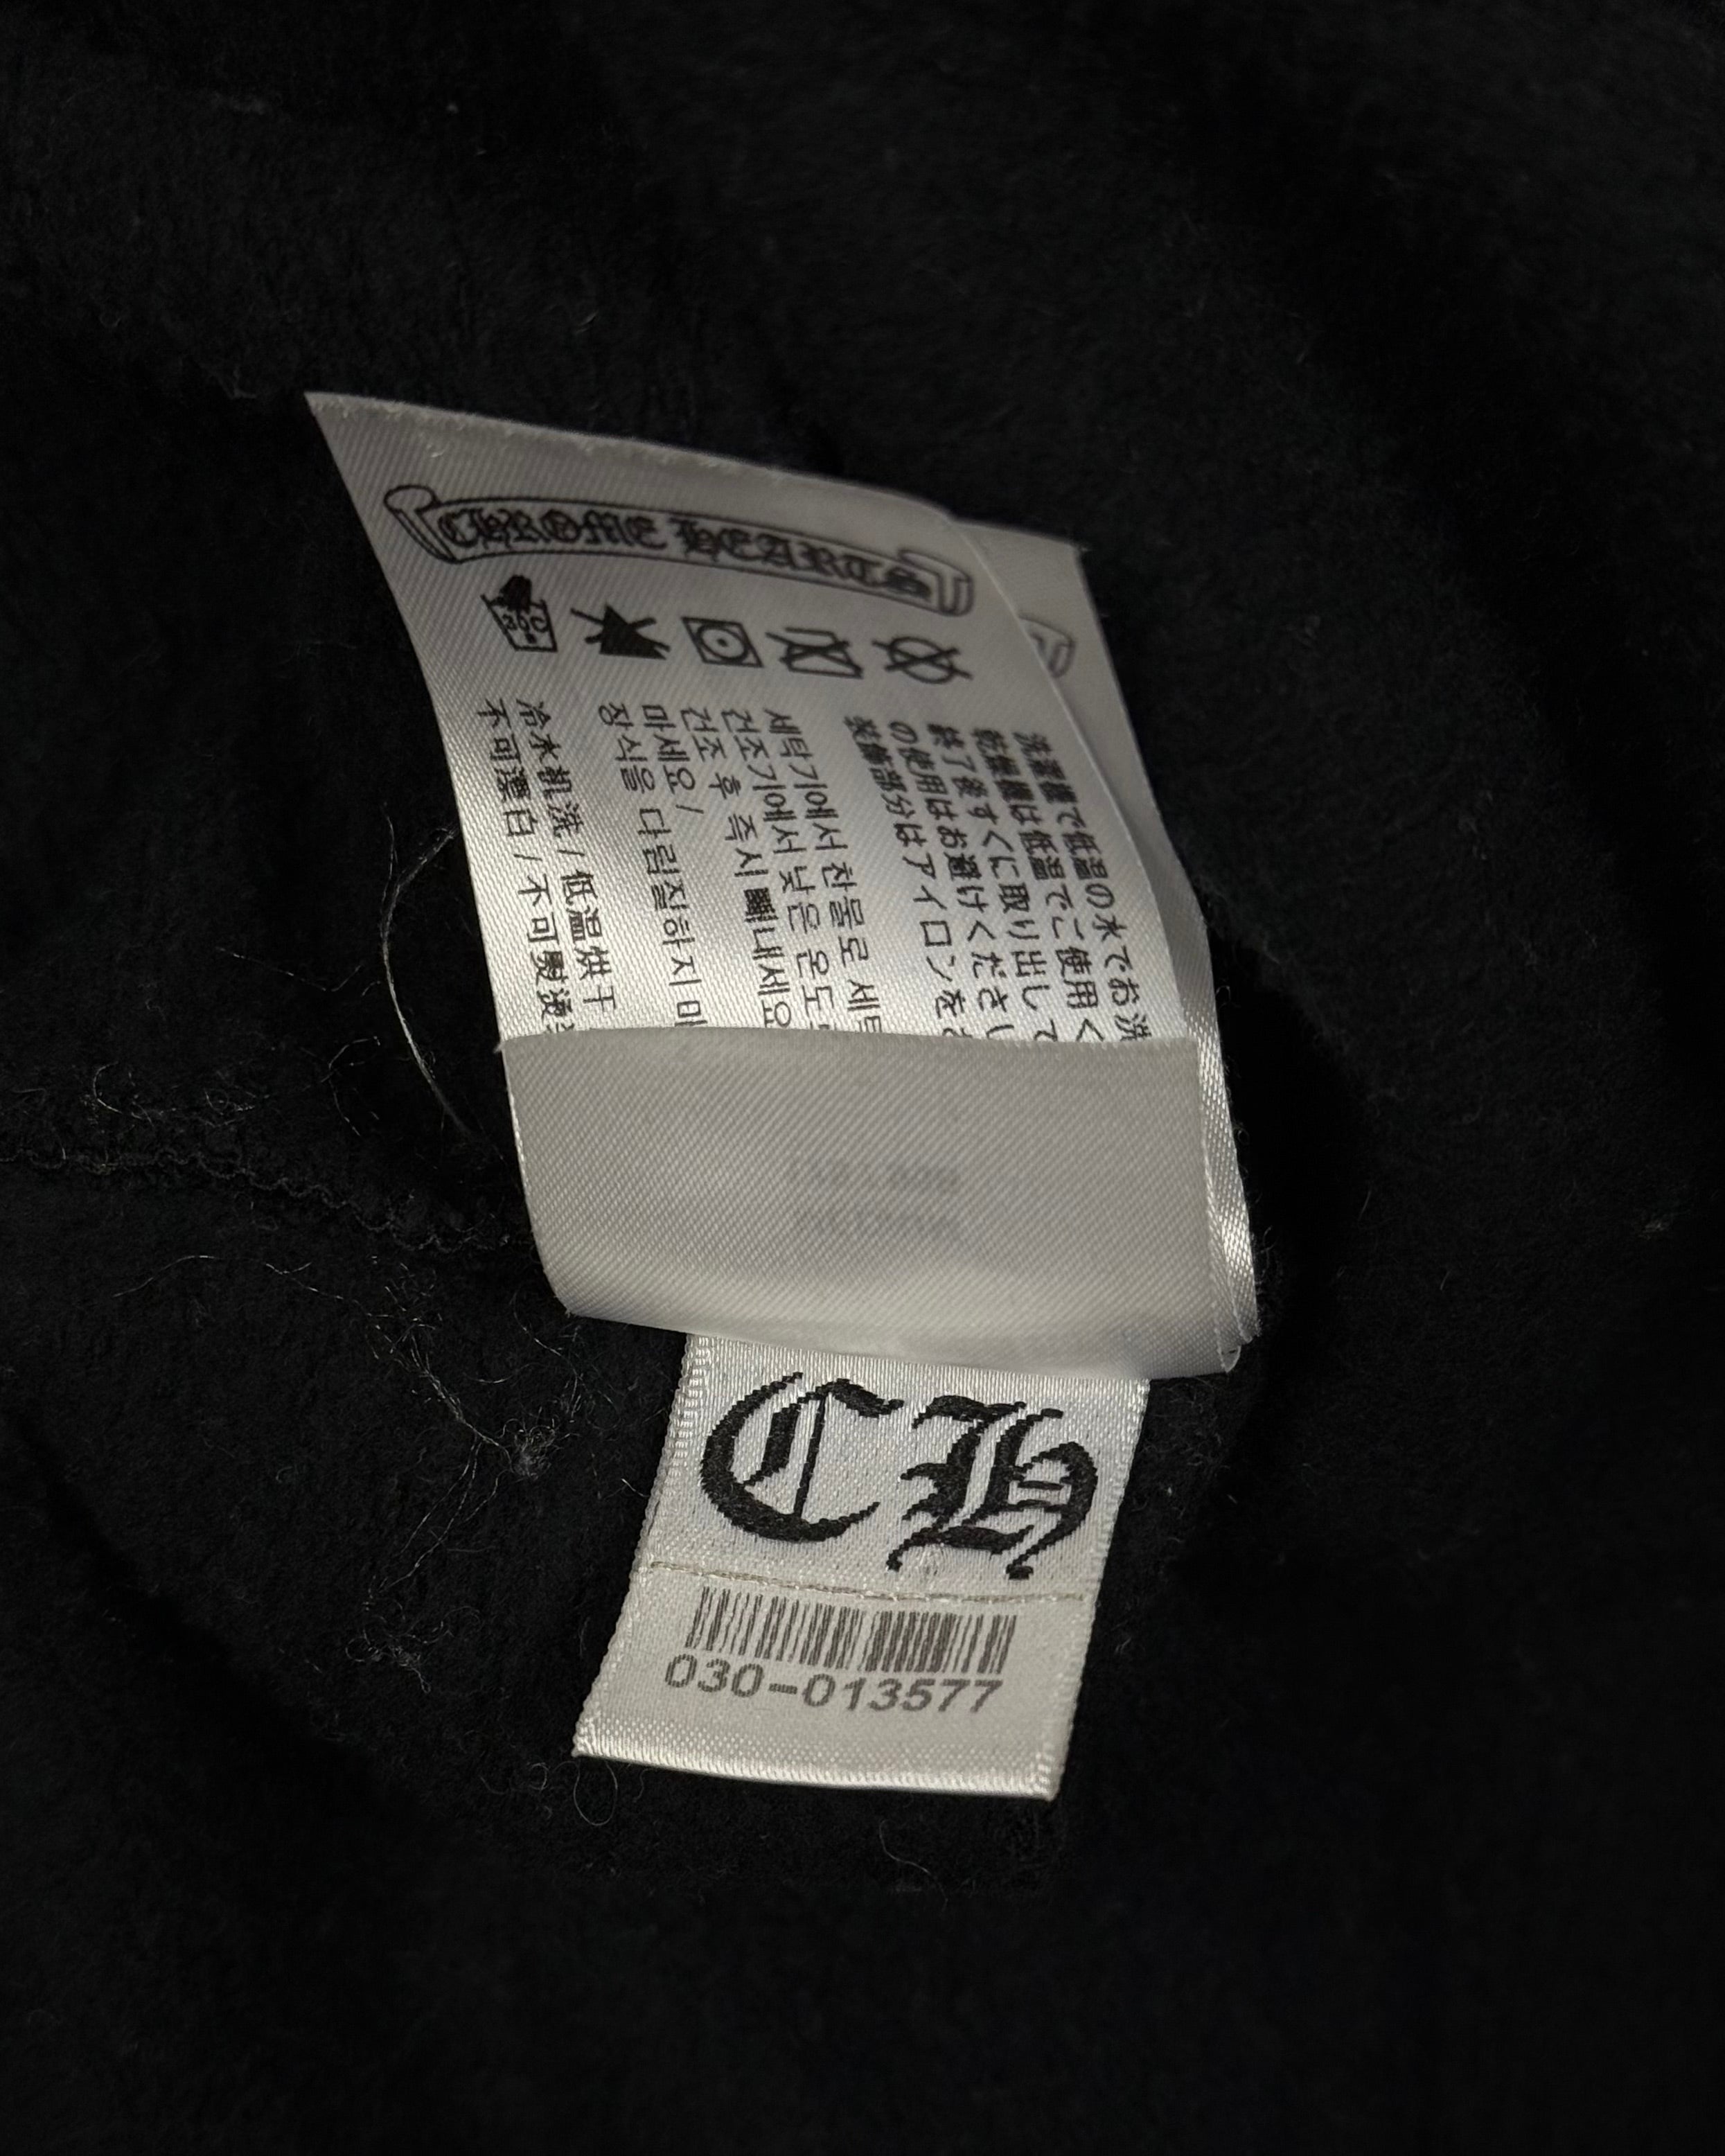 CHROME HEARTS
洗濯機で低温の水でお洗
乾燥機は低温でご使用く
終了後すぐに取り出して
の使用はお避けくださし
装飾部分はアイロンを
세탁기에서 찬물로 세탁
건조기에서 낮은 온도
건조 후 즉시 빼내세요
마세요 /
장식을 다림질하지 마
冷水机洗 / 低温烘干
不可漂白 / 不可熨烫
CH
030-013577